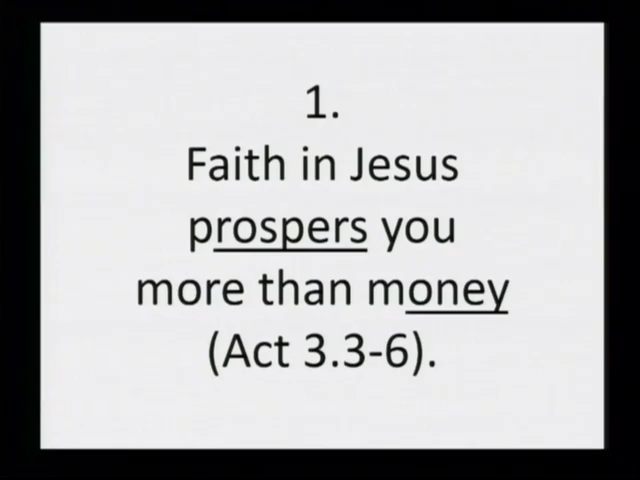 1.
Faith in Jesus
prospers you
more than money
(Act 3.3-6).